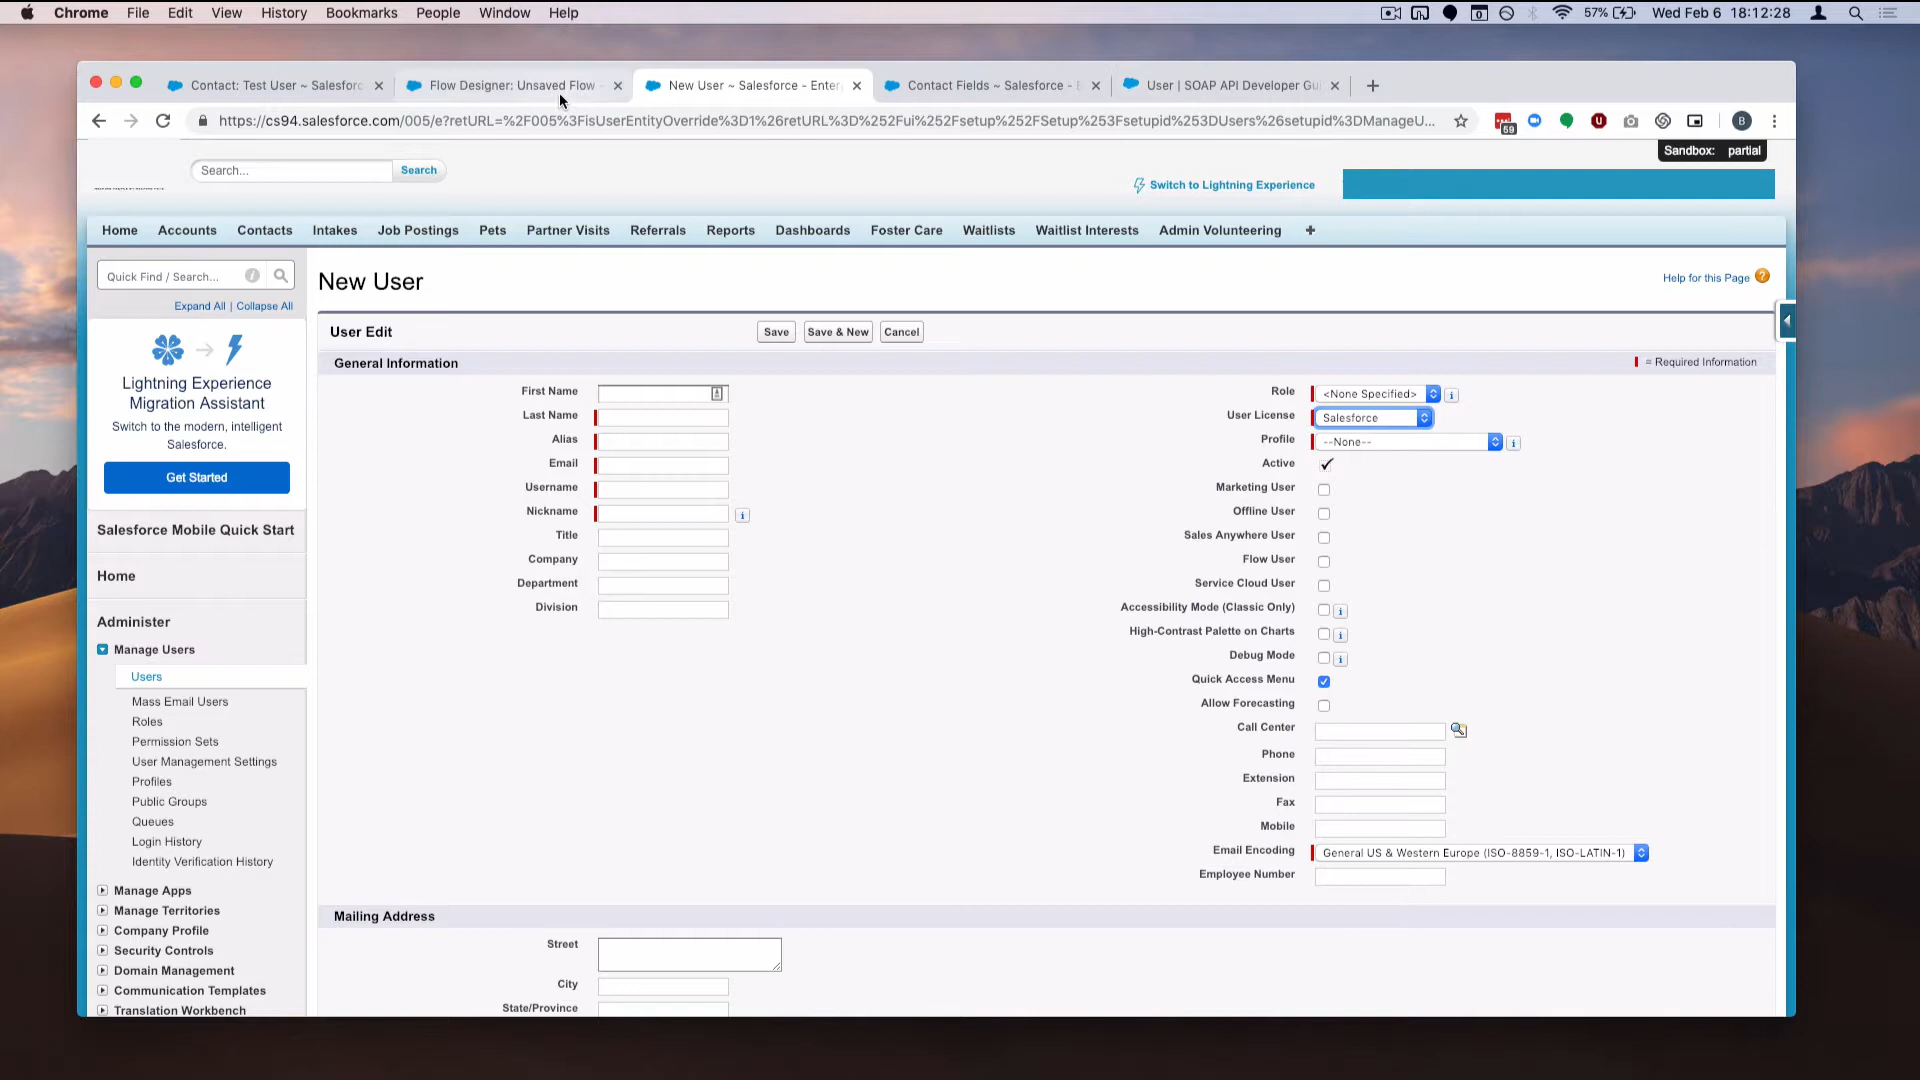 Chrome File Edit View History Bookmarks People Window Help 57% Wed Feb 6 18:12:28
Contact: Test User ~ Salesforc Flow Designer: Unsaved Flow - New User ~ Salesforce - Enter Contact Fields ~ Salesforce - E User | SOAP API Developer Gu
https://cs94.salesforce.com/005/e?retURL=%2F005%3FisUserEntityOverride%3D1%26retURL%3D%252Fui%252Fsetup%252FSetup%253Fsetupid%253DUsers%26setupid%3DManageU... 59 B
Sandbox: partial
Search... Search
Switch to Lightning Experience
Home Accounts Contacts Intakes Job Postings Pets Partner Visits Referrals Reports Dashboards Foster Care Waitlists Waitlist Interests Admin Volunteering +
Quick Find / Search...
Expand All | Collapse All
Lightning Experience
Migration Assistant
Switch to the modern, intelligent
Salesforce.
Get Started
Salesforce Mobile Quick Start
Home
Administer
Manage Users
Users
Mass Email Users
Roles
Permission Sets
User Management Settings
Profiles
Public Groups
Queues
Login History
Identity Verification History
Manage Apps
Manage Territories
Company Profile
Security Controls
Domain Management
Communication Templates
Translation Workbench
New User
Help for this Page ?
User Edit Save Save & New Cancel
General Information
= Required Information
First Name
Last Name
Alias
Email
Username
Nickname
Title
Company
Department
Division
Role <None Specified>
User License Salesforce
Profile --None--
Active
Marketing User
Offline User
Sales Anywhere User
Flow User
Service Cloud User
Accessibility Mode (Classic Only)
High-Contrast Palette on Charts
Debug Mode
Quick Access Menu
Allow Forecasting
Call Center
Phone
Extension
Fax
Mobile
Email Encoding General US & Western Europe (ISO-8859-1, ISO-LATIN-1)
Employee Number
Mailing Address
Street
City
State/Province